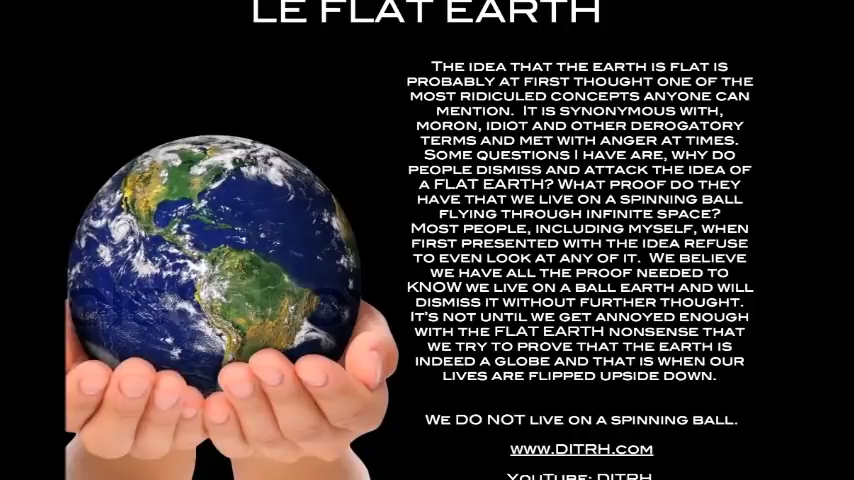 LE FLAT EARTH
THE IDEA THAT THE EARTH IS FLAT IS
PROBABLY AT FIRST THOUGHT ONE OF THE
MOST RIDICULED CONCEPTS ANYONE CAN
MENTION. IT IS SYNONYMOUS WITH,
MORON, IDIOT AND OTHER DEROGATORY
TERMS AND MET WITH ANGER AT TIMES.
SOME QUESTIONS I HAVE ARE, WHY DO
PEOPLE DISMISS AND ATTACK THE IDEA OF
A FLAT EARTH? WHAT PROOF DO THEY
HAVE THAT WE LIVE ON A SPINNING BALL
FLYING THROUGH INFINITE SPACE?
MOST PEOPLE, INCLUDING MYSELF, WHEN
FIRST PRESENTED WITH THE IDEA REFUSE
TO EVEN LOOK AT ANY OF IT. WE BELIEVE
WE HAVE ALL THE PROOF NEEDED TO
KNOW WE LIVE ON A BALL EARTH AND WILL
DISMISS IT WITHOUT FURTHER THOUGHT.
IT'S NOT UNTIL WE GET ANNOYED ENOUGH
WITH THE FLAT EARTH NONSENSE THAT
WE TRY TO PROVE THAT THE EARTH IS
INDEED A GLOBE AND THAT IS WHEN OUR
LIVES ARE FLIPPED UPSIDE DOWN.
WE DO NOT LIVE ON A SPINNING BALL.
WWW.DITRH.COM
YOUTUBE: DITRH